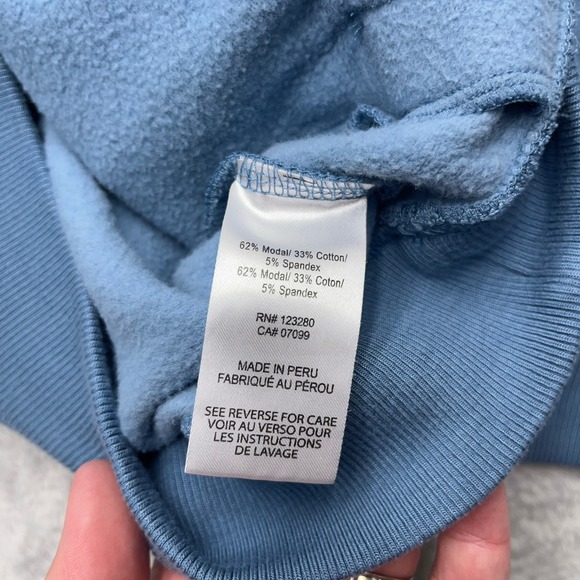 62% Modal/ 33% Cotton/
5% Spandex
62% Modal/ 33% Coton/
5% Spandex
RN# 123280
CA# 07099
MADE IN PERU
FABRIQUÉ AU PÉROU
SEE REVERSE FOR CARE
VOIR AU VERSO POUR
LES INSTRUCTIONS
DE LAVAGE